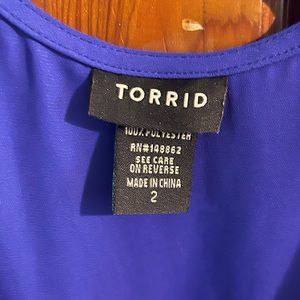 TORRID
100% POLYESTER
RN#148862
SEE CARE
ON REVERSE
MADE IN CHINA
2